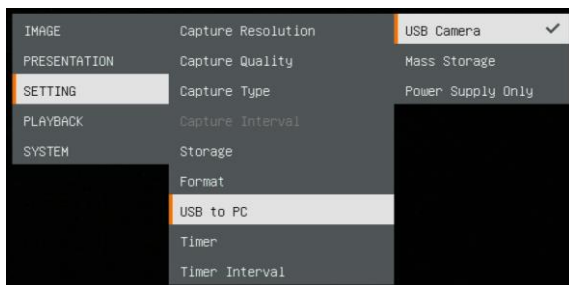 IMAGE
PRESENTATION
SETTING
PLAYBACK
SYSTEM
Capture Resolution
Capture Quality
Capture Type
Capture Interval
Storage
Format
USB to PC
Timer
Timer Interval
USB Camera
Mass Storage
Power Supply Only